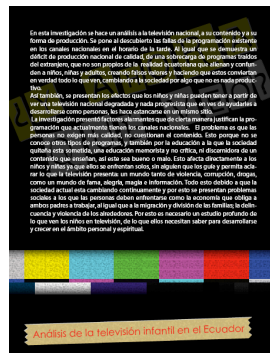 En esta investigación se hace un análisis a la televisión nacional, a su contenido y a su
forma de producción. Se pone al descubierto las fallas de la programación existente
en los canales nacionales en el horario de la tarde. Al igual que se demuestra un
déficit de producción nacional de calidad, de una sobrecarga de programas traídos
del extranjero, que no son propios de la realidad ecuatoriana que alienan y confun-
den a niños, niñas y adultos, creando falsos valores y haciendo que estos conviertan
en verdad todo lo que ven, cambiando a la sociedad por algo que no es nada produc-
tivo.
Así también, se presentan los efectos que los niños y niñas pueden tener a partir de
ver una televisión nacional degradada y nada progresista que en vez de ayudarles a
desarrollarse como personas, les hace estancarse en un mismo sitio.
La investigación presentó factores alarmantes que de cierta manera justifican la pro-
gramación que actualmente tienen los canales nacionales. El problema es que las
personas no exigen más calidad, no cuestionan el contenido. Esto porque no se
conoce otros tipos de programas, y también por la educación a la que la sociedad
quiteña esta sometida, una educación memorista y no crítica, ni discernidora de un
contenido que enseñan, así este sea bueno o malo. Esto afecta directamente a los
niños y niñas ya que ellos se enfrentan solos, sin alguien que los guíe y permita acla-
rar lo que la televisión presenta: un mundo tanto de violencia, corrupción, drogas,
como un mundo de fama, alegría, magia e información. Todo esto debido a que la
sociedad actual esta cambiando continuamente y por esto se presentan problemas
sociales a los que las personas deben enfrentarse como la economía que obliga a
ambos padres a trabajar, al igual que a la migración y división de las familias; la delin-
cuencia y violencia de los alrededores. Por esto es necesario un estudio profundo de
lo que ven los niños en televisión, de lo que ellos necesitan saber para desarrollarse
y crecer en el ámbito personal y espiritual.
Análisis de la televisión infantil en el Ecuador